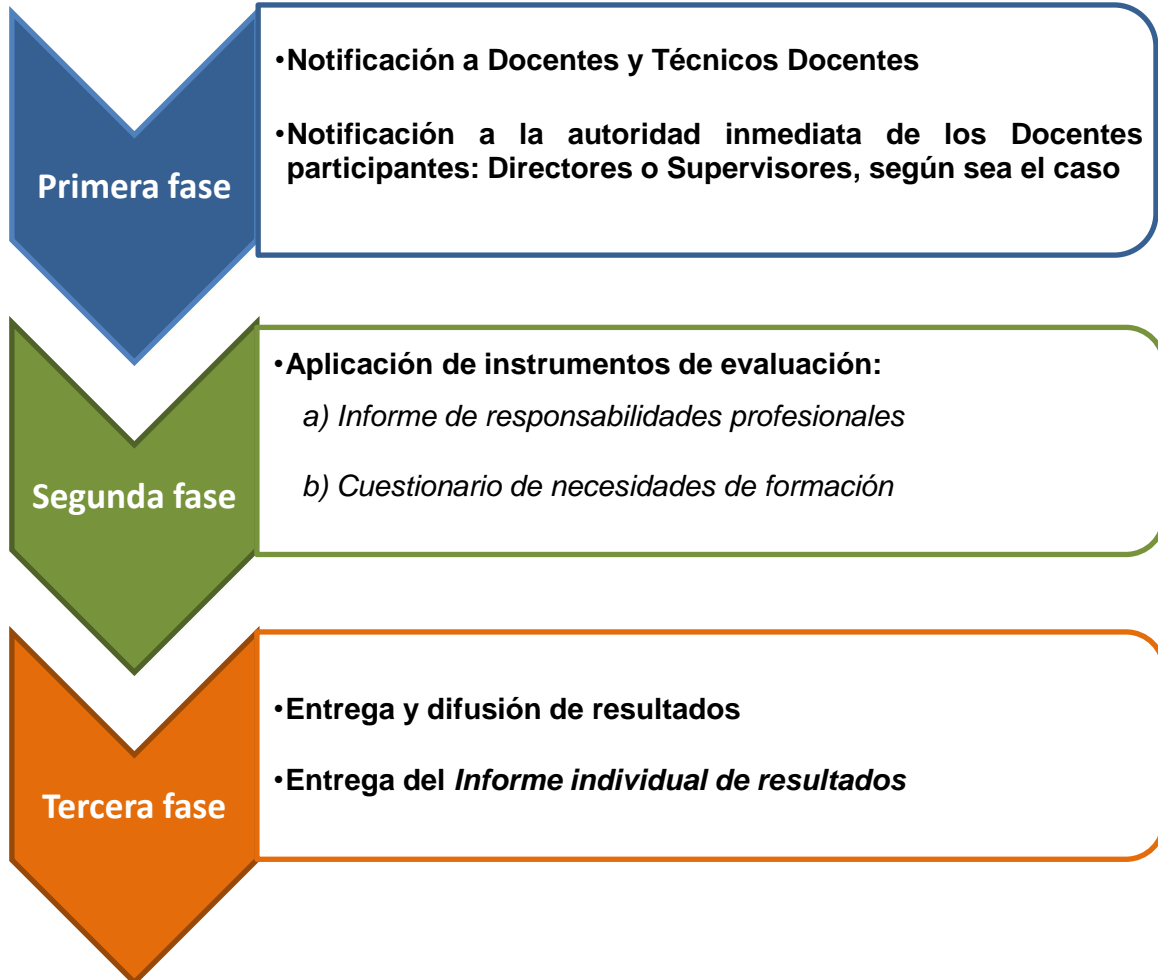 Primera fase
•Notificación a Docentes y Técnicos Docentes
•Notificación a la autoridad inmediata de los Docentes
participantes: Directores o Supervisores, según sea el caso
Segunda fase
•Aplicación de instrumentos de evaluación:
a) Informe de responsabilidades profesionales
b) Cuestionario de necesidades de formación
Tercera fase
•Entrega y difusión de resultados
•Entrega del Informe individual de resultados